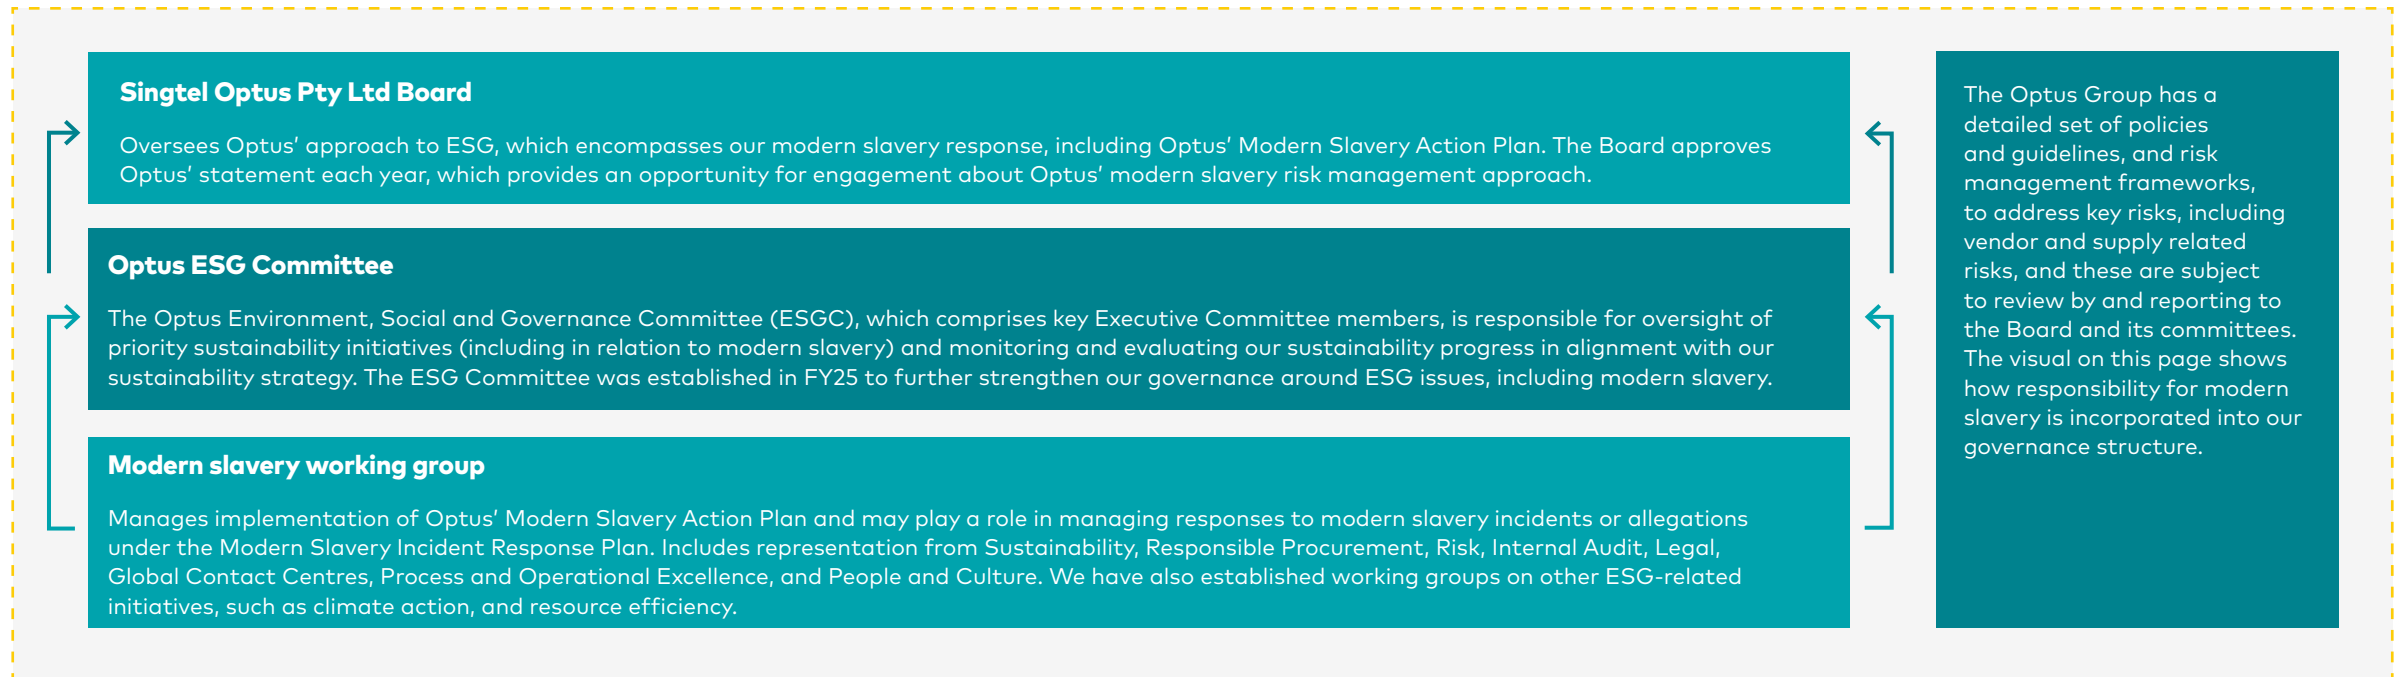 Singtel Optus Pty Ltd Board
Oversees Optus’ approach to ESG, which encompasses our modern slavery response, including Optus’ Modern Slavery Action Plan. The Board approves
Optus’ statement each year, which provides an opportunity for engagement about Optus’ modern slavery risk management approach.
Optus ESG Committee
The Optus Environment, Social and Governance Committee (ESGC), which comprises key Executive Committee members, is responsible for oversight of
priority sustainability initiatives (including in relation to modern slavery) and monitoring and evaluating our sustainability progress in alignment with our
sustainability strategy. The ESG Committee was established in FY25 to further strengthen our governance around ESG issues, including modern slavery.
Modern slavery working group
Manages implementation of Optus’ Modern Slavery Action Plan and may play a role in managing responses to modern slavery incidents or allegations
under the Modern Slavery Incident Response Plan. Includes representation from Sustainability, Responsible Procurement, Risk, Internal Audit, Legal,
Global Contact Centres, Process and Operational Excellence, and People and Culture. We have also established working groups on other ESG-related
initiatives, such as climate action, and resource efficiency.
The Optus Group has a
detailed set of policies
and guidelines, and risk
management frameworks,
to address key risks, including
vendor and supply related
risks, and these are subject
to review by and reporting to
the Board and its committees.
The visual on this page shows
how responsibility for modern
slavery is incorporated into our
governance structure.